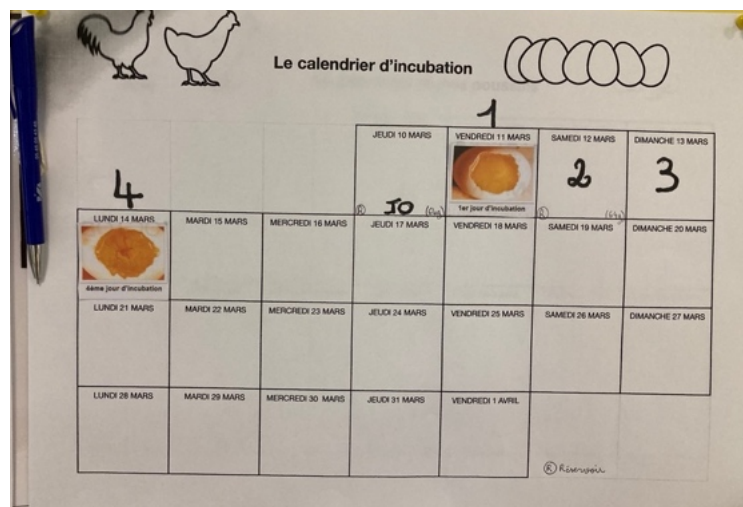 Le calendrier d'incubation
1
JEUDI 10 MARS VENDREDI 11 MARS SAMEDI 12 MARS DIMANCHE 13 MARS
2 3
4
R J0 1er jour d'incubation R
LUNDI 14 MARS MARDI 15 MARS MERCREDI 16 MARS JEUDI 17 MARS VENDREDI 18 MARS SAMEDI 19 MARS DIMANCHE 20 MARS
4ème jour d'incubation
LUNDI 21 MARS MARDI 22 MARS MERCREDI 23 MARS JEUDI 24 MARS VENDREDI 25 MARS SAMEDI 26 MARS DIMANCHE 27 MARS
LUNDI 28 MARS MARDI 29 MARS MERCREDI 30 MARS JEUDI 31 MARS VENDREDI 1 AVRIL
R Réservoir